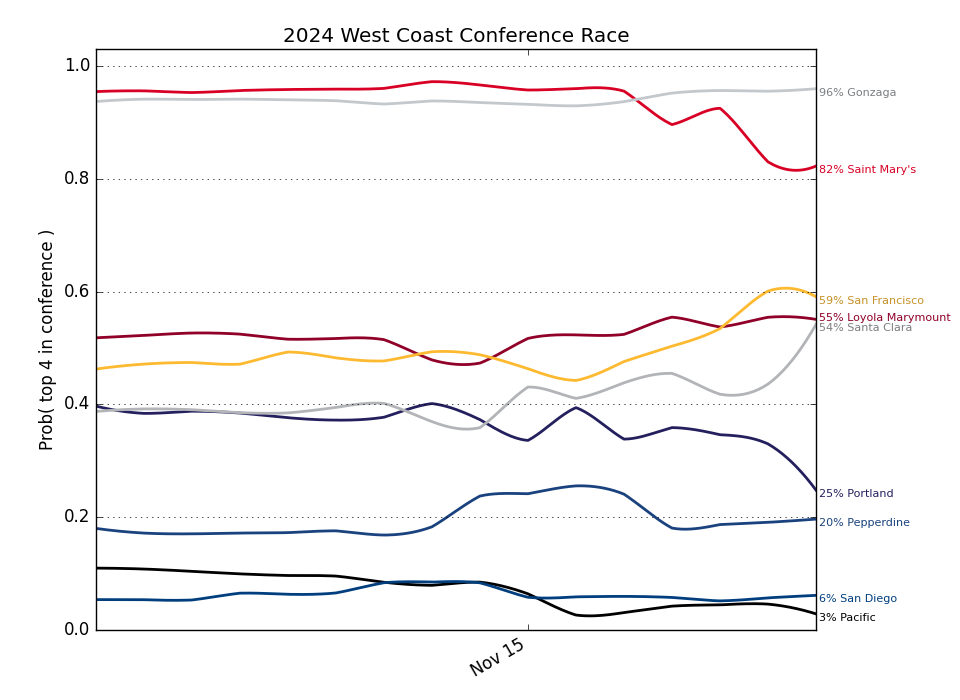 2024 West Coast Conference Race
Prob( top 4 in conference )
1.0
0.8
0.6
0.4
0.2
0.0
Nov 15
96% Gonzaga
82% Saint Mary's
59% San Francisco
55% Loyola Marymount
54% Santa Clara
25% Portland
20% Pepperdine
6% San Diego
3% Pacific